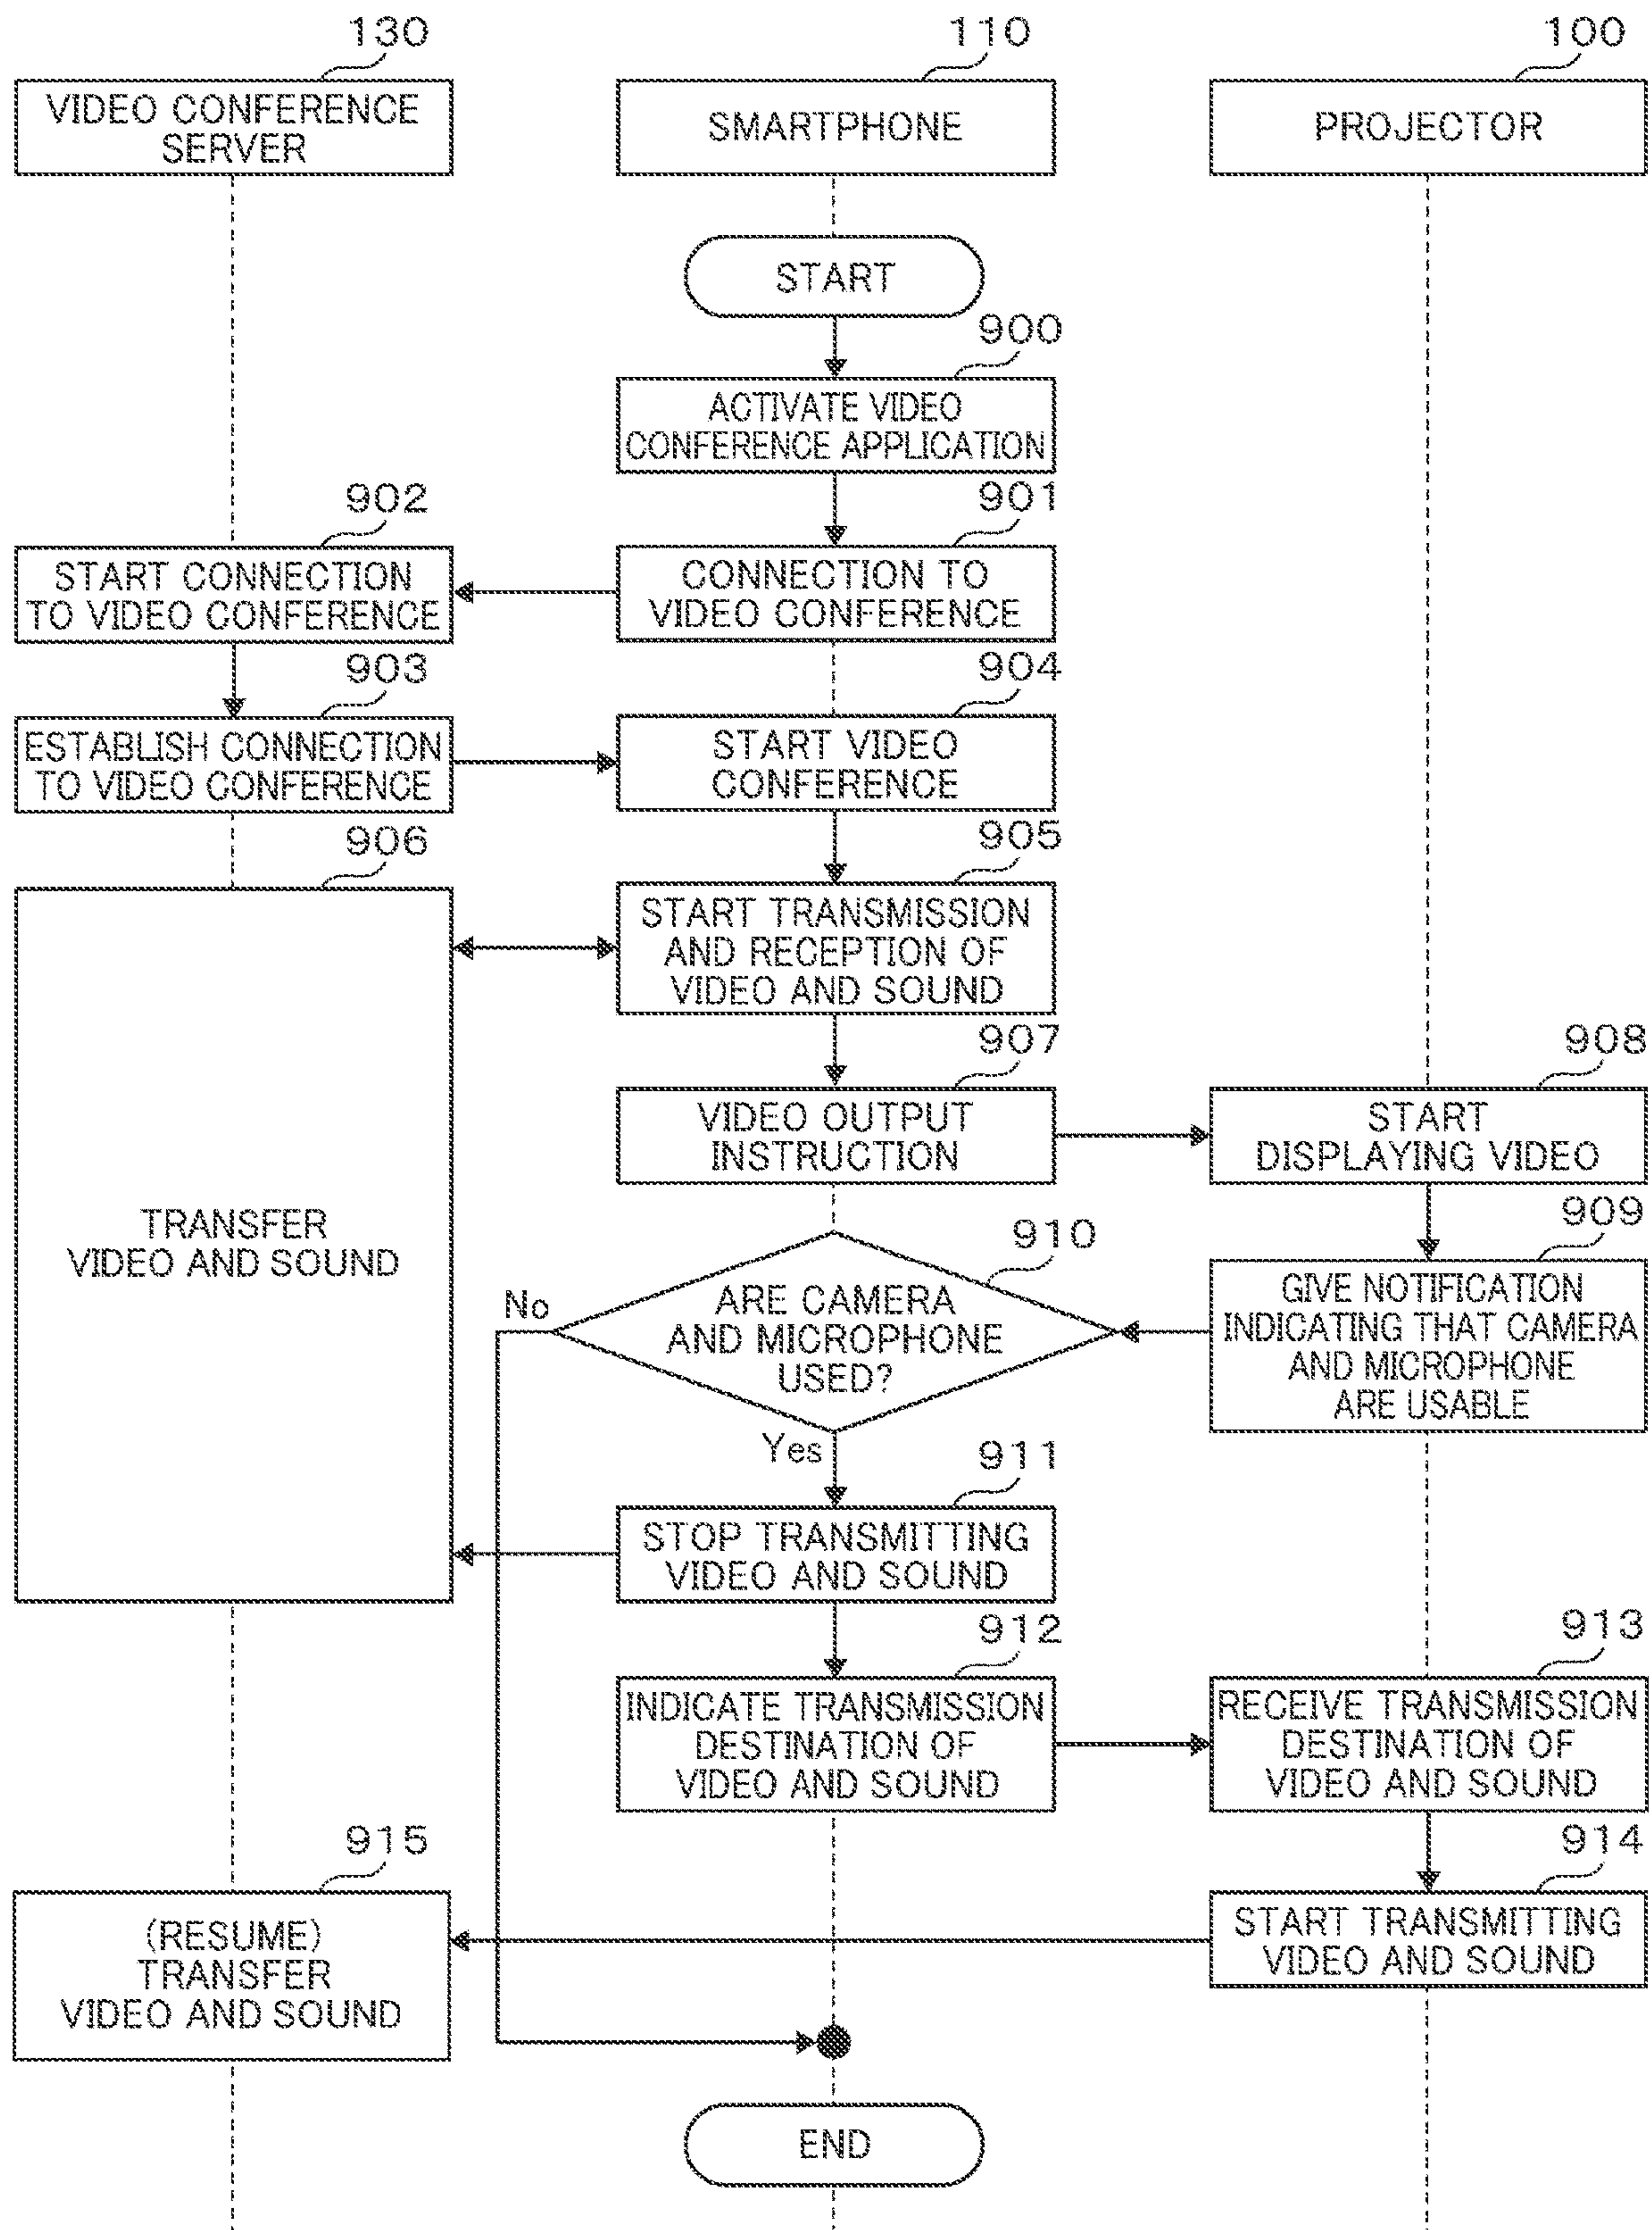 130
110
100
VIDEO CONFERENCE
SERVER
SMARTPHONE
PROJECTOR
START
900
ACTIVATE VIDEO
CONFERENCE APPLICATION
902
901
START CONNECTION
TO VIDEO CONFERENCE
CONNECTION TO
VIDEO CONFERENCE
903
904
ESTABLISH CONNECTION
TO VIDEO CONFERENCE
START VIDEO
CONFERENCE
906
905
START TRANSMISSION
AND RECEPTION OF
VIDEO AND SOUND
907
908
VIDEO OUTPUT
INSTRUCTION
START
DISPLAYING VIDEO
TRANSFER
VIDEO AND SOUND
910
909
No
ARE CAMERA
AND MICROPHONE
USED?
GIVE NOTIFICATION
INDICATING THAT CAMERA
AND MICROPHONE
ARE USABLE
Yes
911
STOP TRANSMITTING
VIDEO AND SOUND
912
913
INDICATE TRANSMISSION
DESTINATION OF
VIDEO AND SOUND
RECEIVE TRANSMISSION
DESTINATION OF
VIDEO AND SOUND
915
914
(RESUME)
TRANSFER
VIDEO AND SOUND
START TRANSMITTING
VIDEO AND SOUND
END